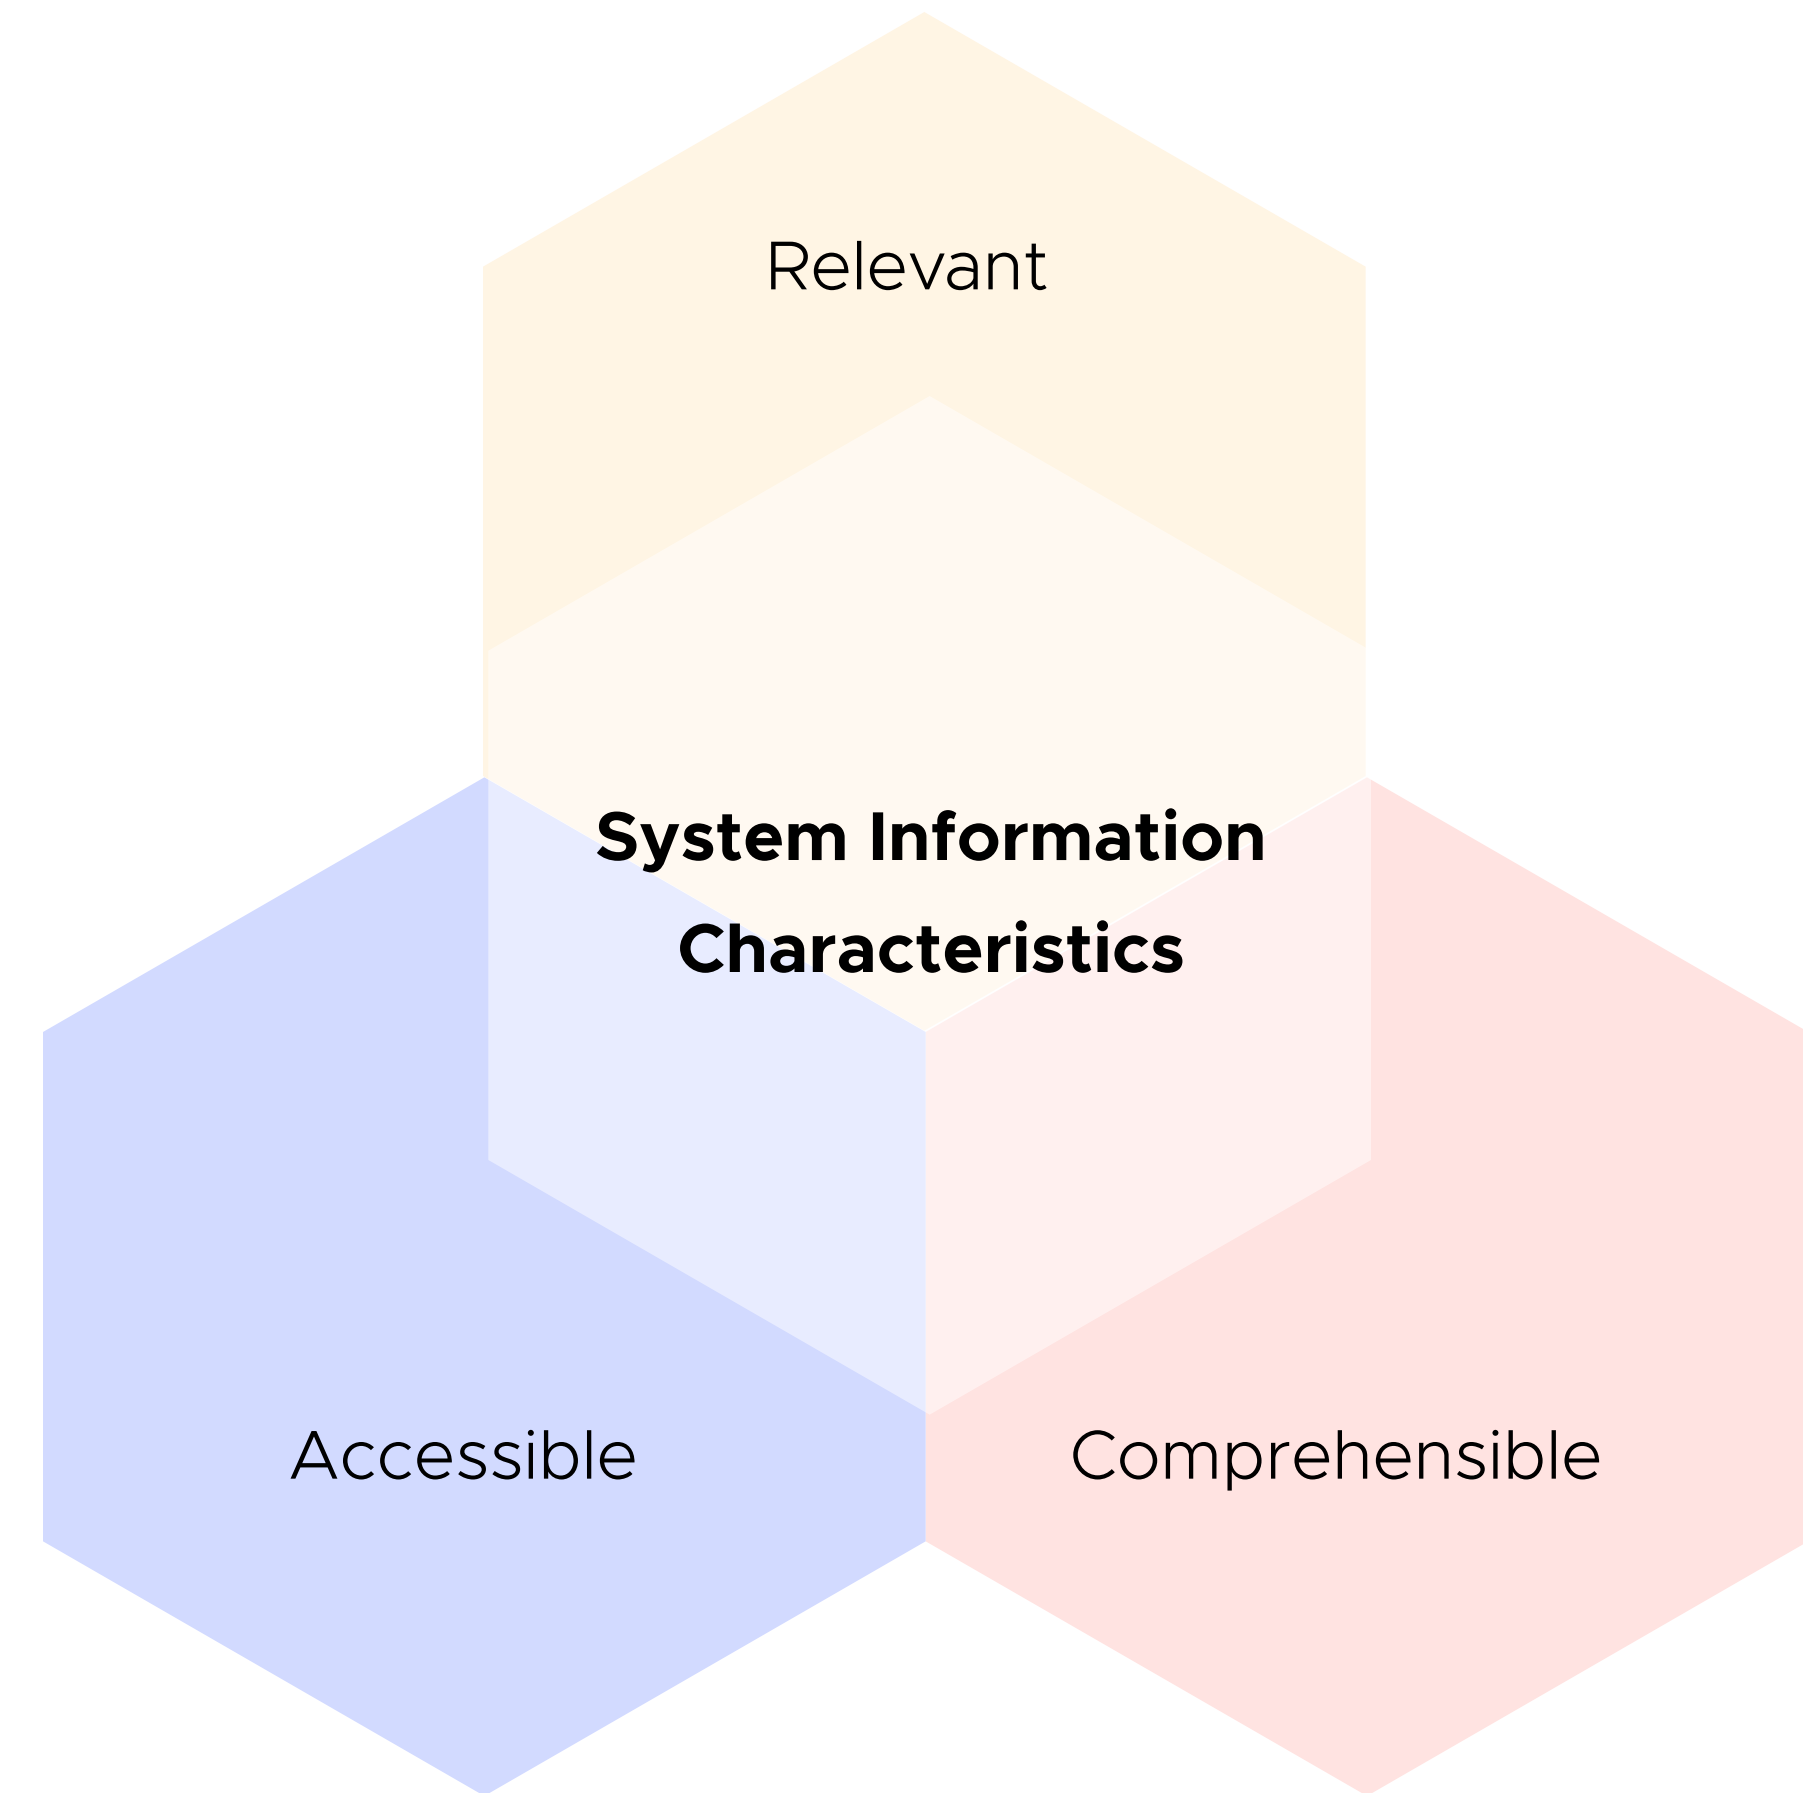 Relevant
System Information
Characteristics
Accessible
Comprehensible